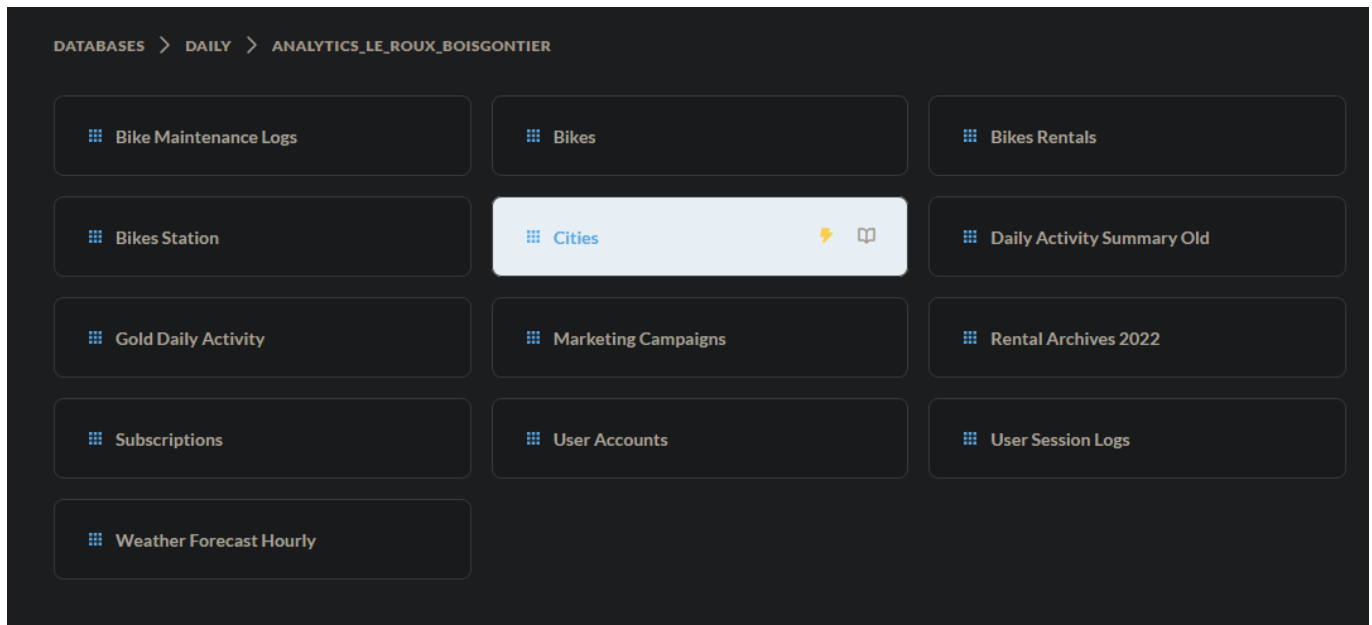 DATABASES > DAILY > ANALYTICS_LE_ROUX_BOISGONTIER
Bike Maintenance Logs
Bikes
Bikes Rentals
Bikes Station
Cities
Daily Activity Summary Old
Gold Daily Activity
Marketing Campaigns
Rental Archives 2022
Subscriptions
User Accounts
User Session Logs
Weather Forecast Hourly